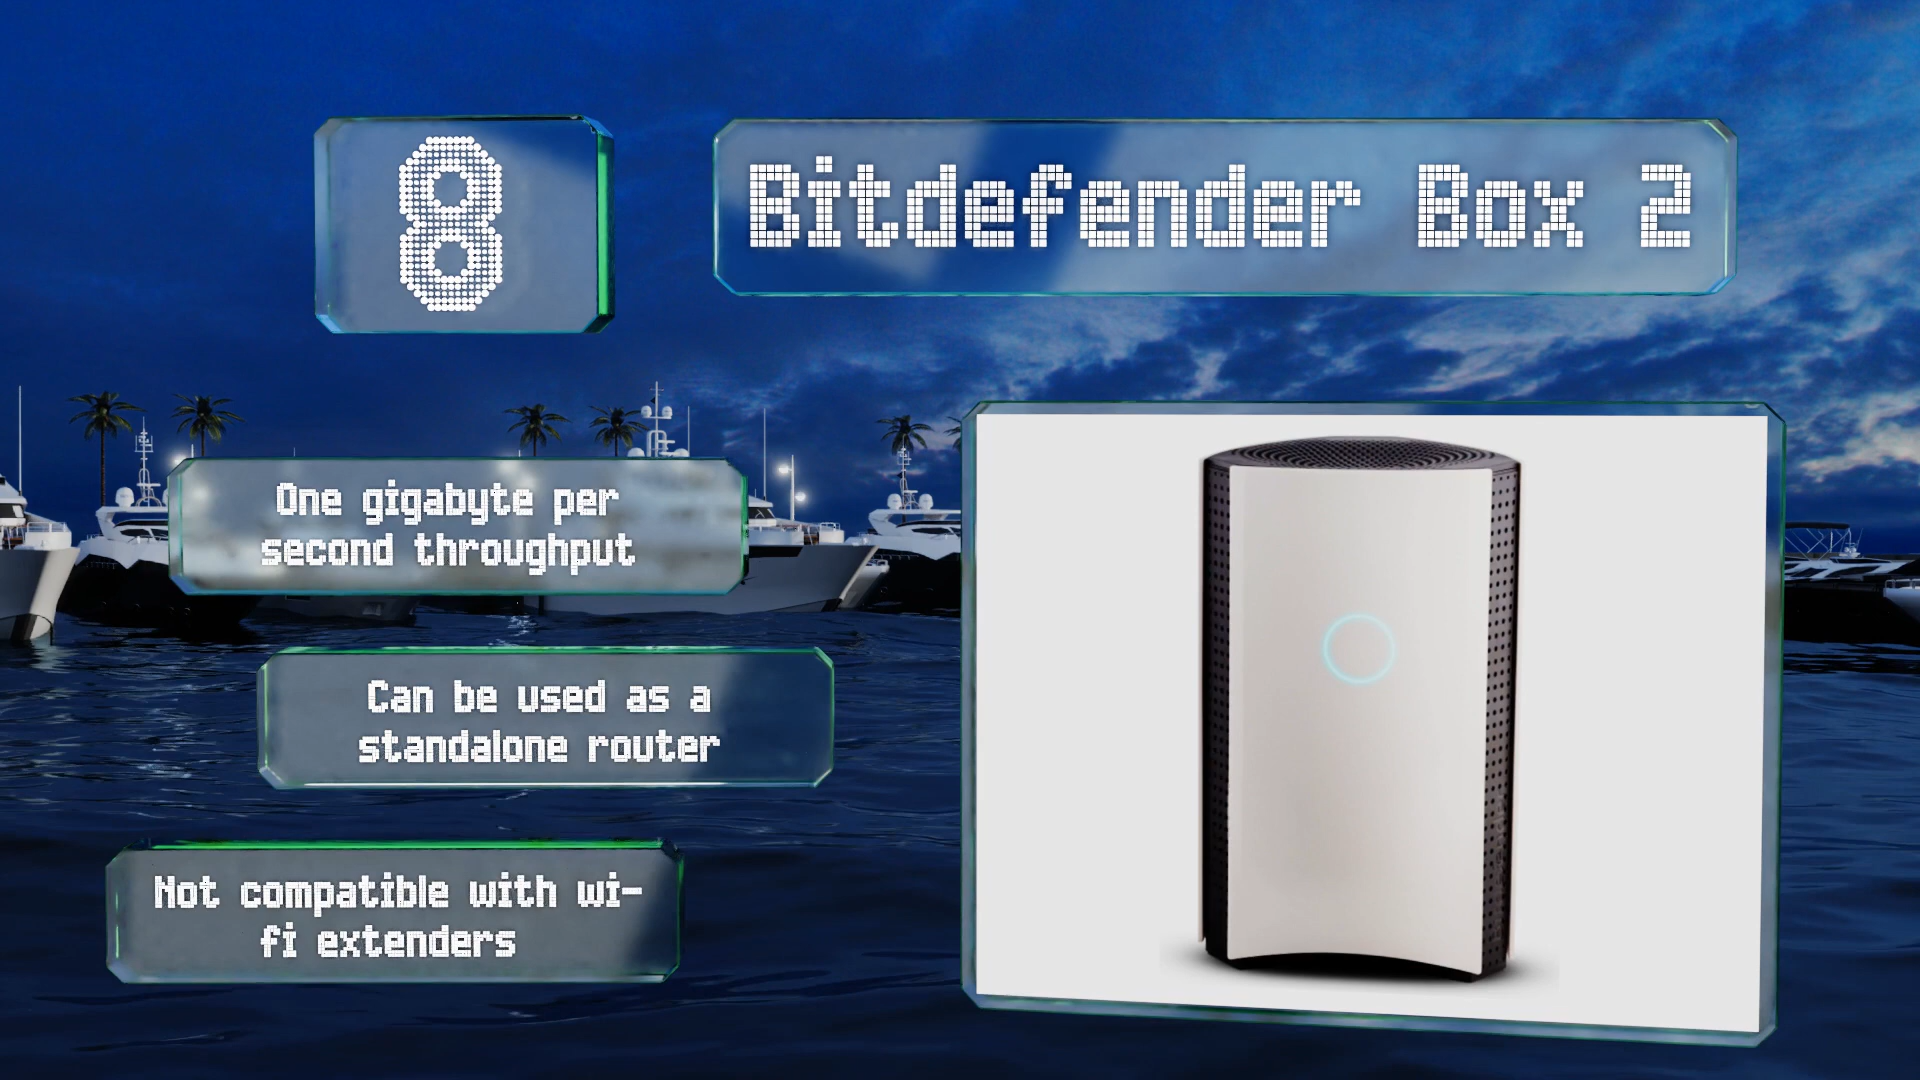 8
Bitdefender Box 2
One gigabyte per
second throughput
Can be used as a
standalone router
Not compatible with wi-
fi extenders